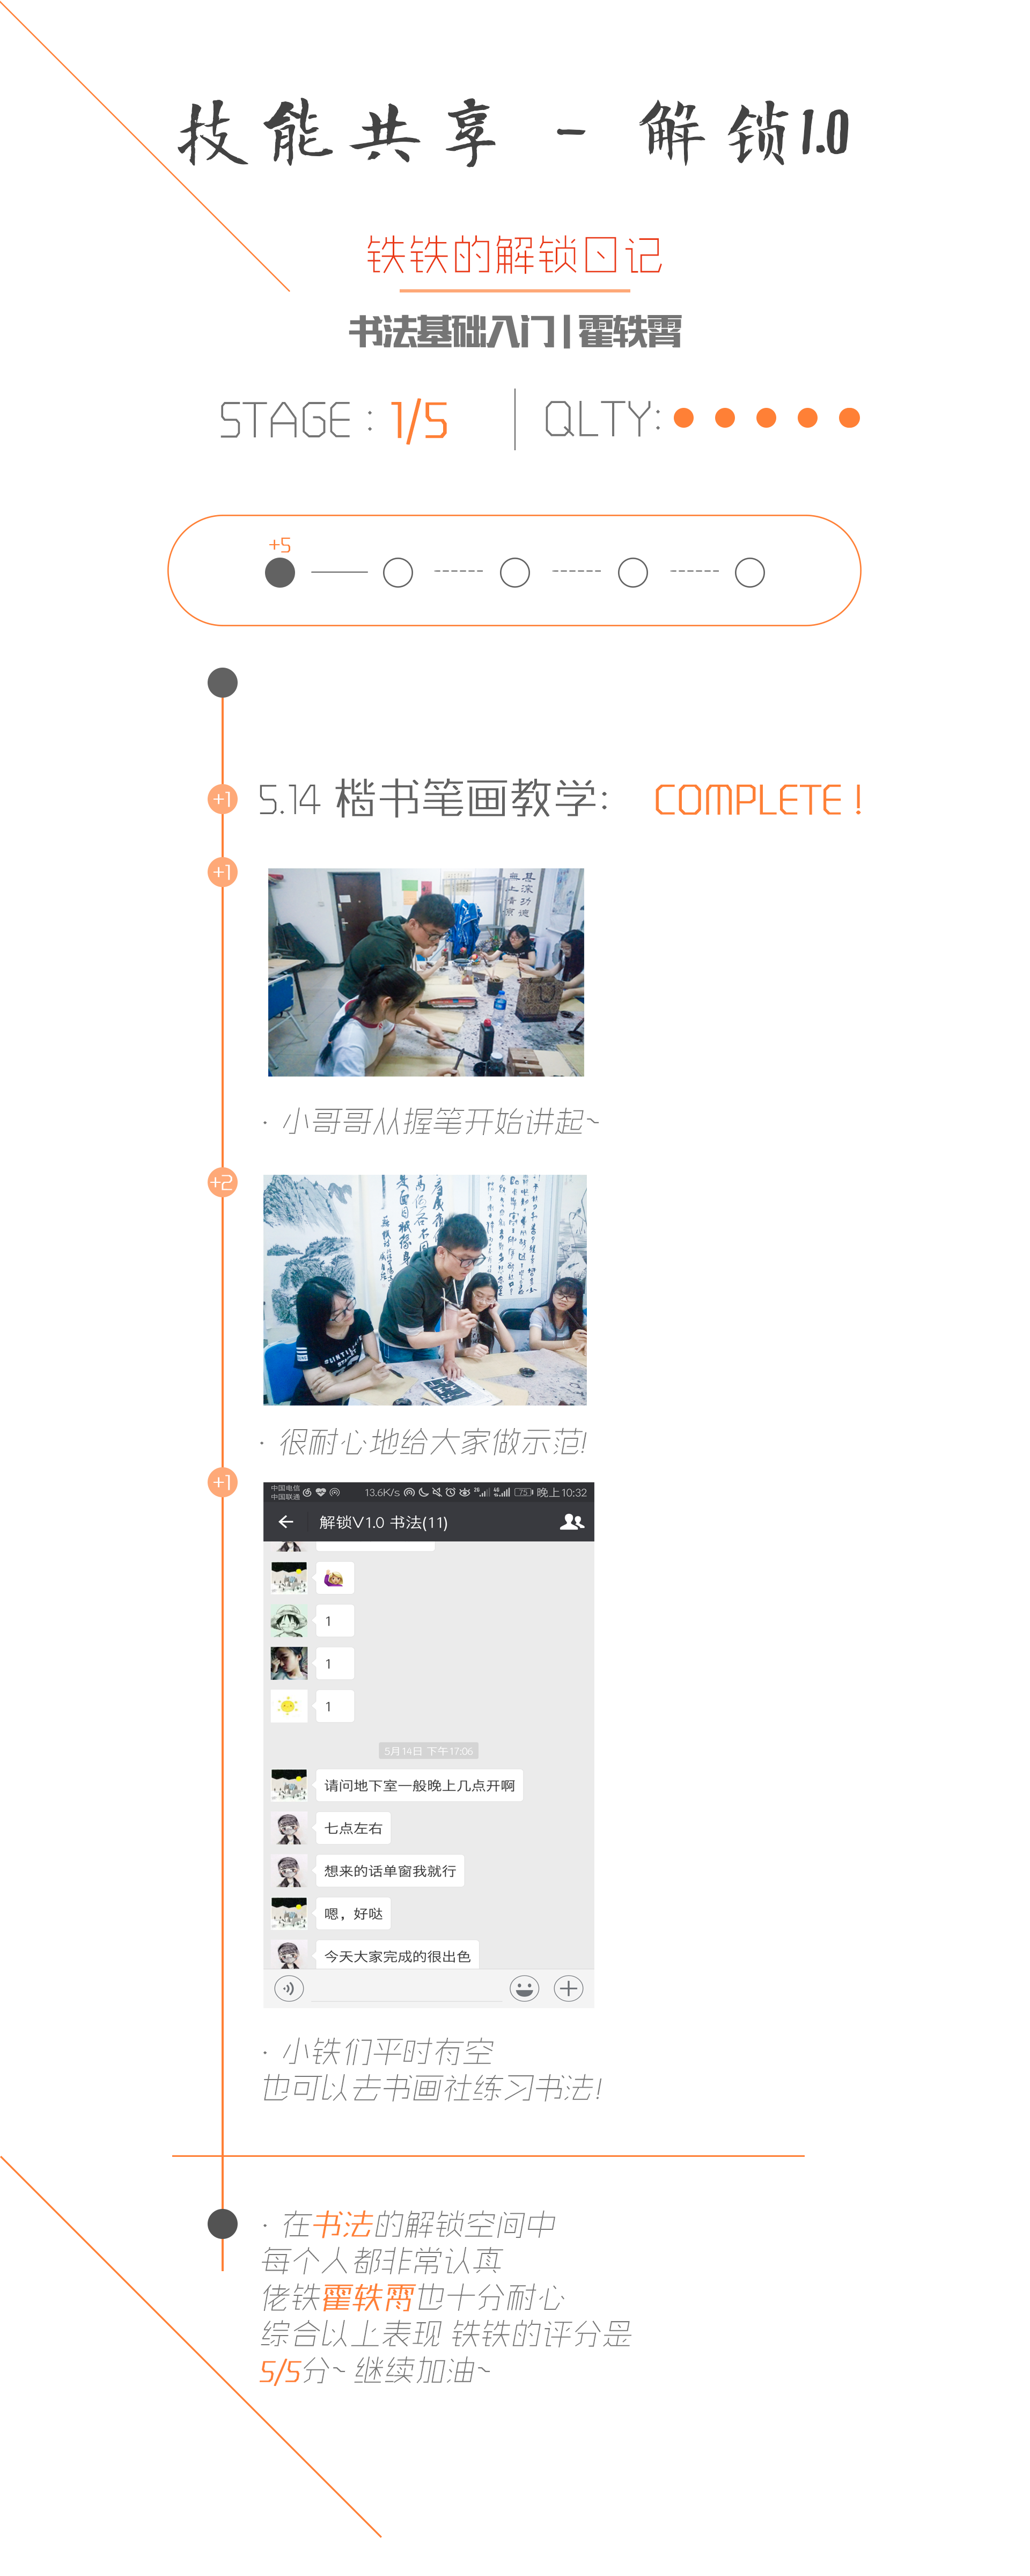 技能共享 - 解锁1.0
铁铁的解锁日记
书法基础入门 | 霍轶霄
STAGE : 1/5
QLTY:
+5
+1
5.14 楷书笔画教学:
COMPLETE !
+1
· 小哥哥从握笔开始讲起~
+2
· 很耐心地给大家做示范!
+1
中国电信
中国联通
13.6K/s
2G
4G
75
晚上10:32
解锁V1.0 书法(11)
1
1
1
5月14日 下午17:06
请问地下室一般晚上几点开啊
七点左右
想来的话单窗我就行
嗯，好哒
今天大家完成的很出色
· 小铁们平时有空
也可以去书画社练习书法!
· 在书法的解锁空间中
每个人都非常认真
佬铁霍轶霄也十分耐心
综合以上表现 铁铁的评分是
5/5分~ 继续加油~